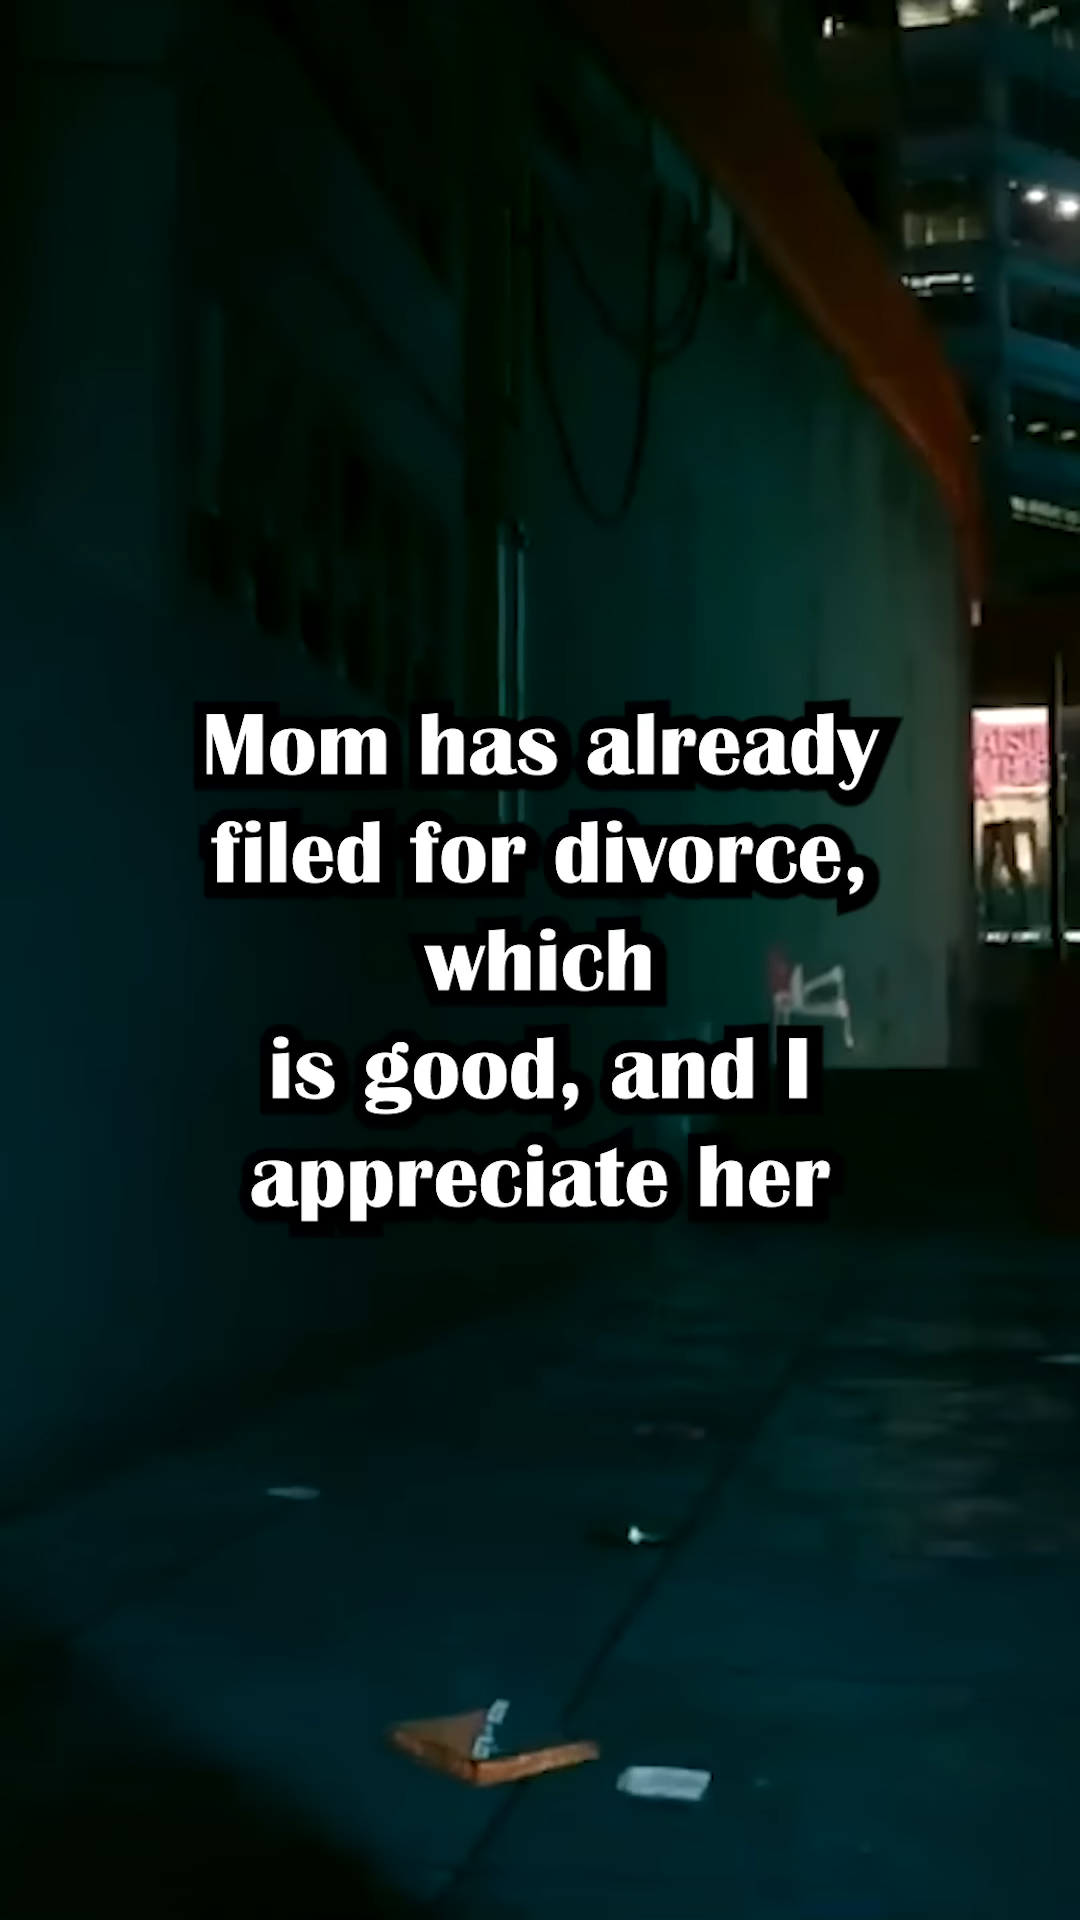 Mom has already
filed for divorce,
which
is good, and I
appreciate her